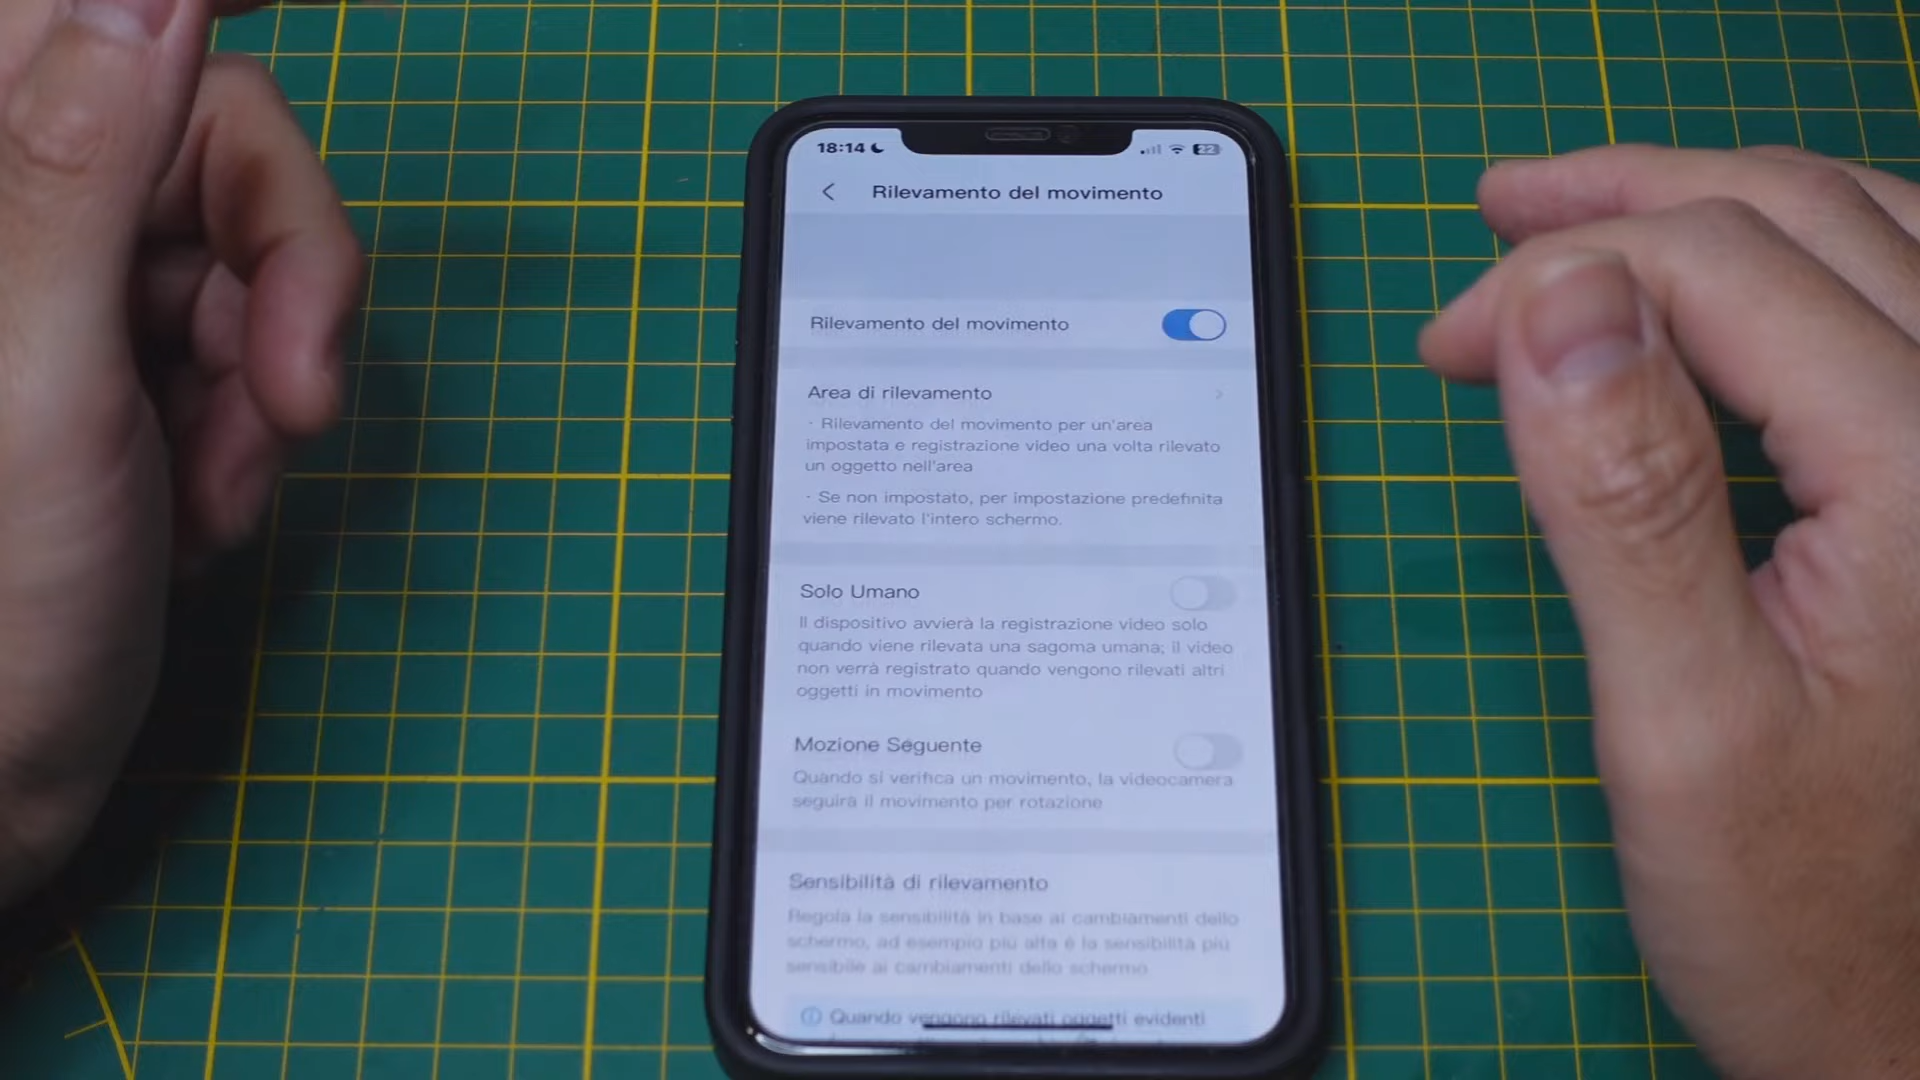 18:14
22
Rilevamento del movimento
Rilevamento del movimento
Area di rilevamento
· Rilevamento del movimento per un'area
impostata e registrazione video una volta rilevato
un oggetto nell'area
· Se non impostato, per impostazione predefinita
viene rilevato l'intero schermo.
Solo Umano
Il dispositivo avvierà la registrazione video solo
quando viene rilevata una sagoma umana; il video
non verrà registrato quando vengono rilevati altri
oggetti in movimento
Mozione Seguente
Quando si verifica un movimento, la videocamera
seguirà il movimento per rotazione
Sensibilità di rilevamento
Regola la sensibilità in base ai cambiamenti dello
schermo, ad esempio più alta è la sensibilità più
sensibile ai cambiamenti dello schermo
Quando vengono rilevati oggetti evidenti